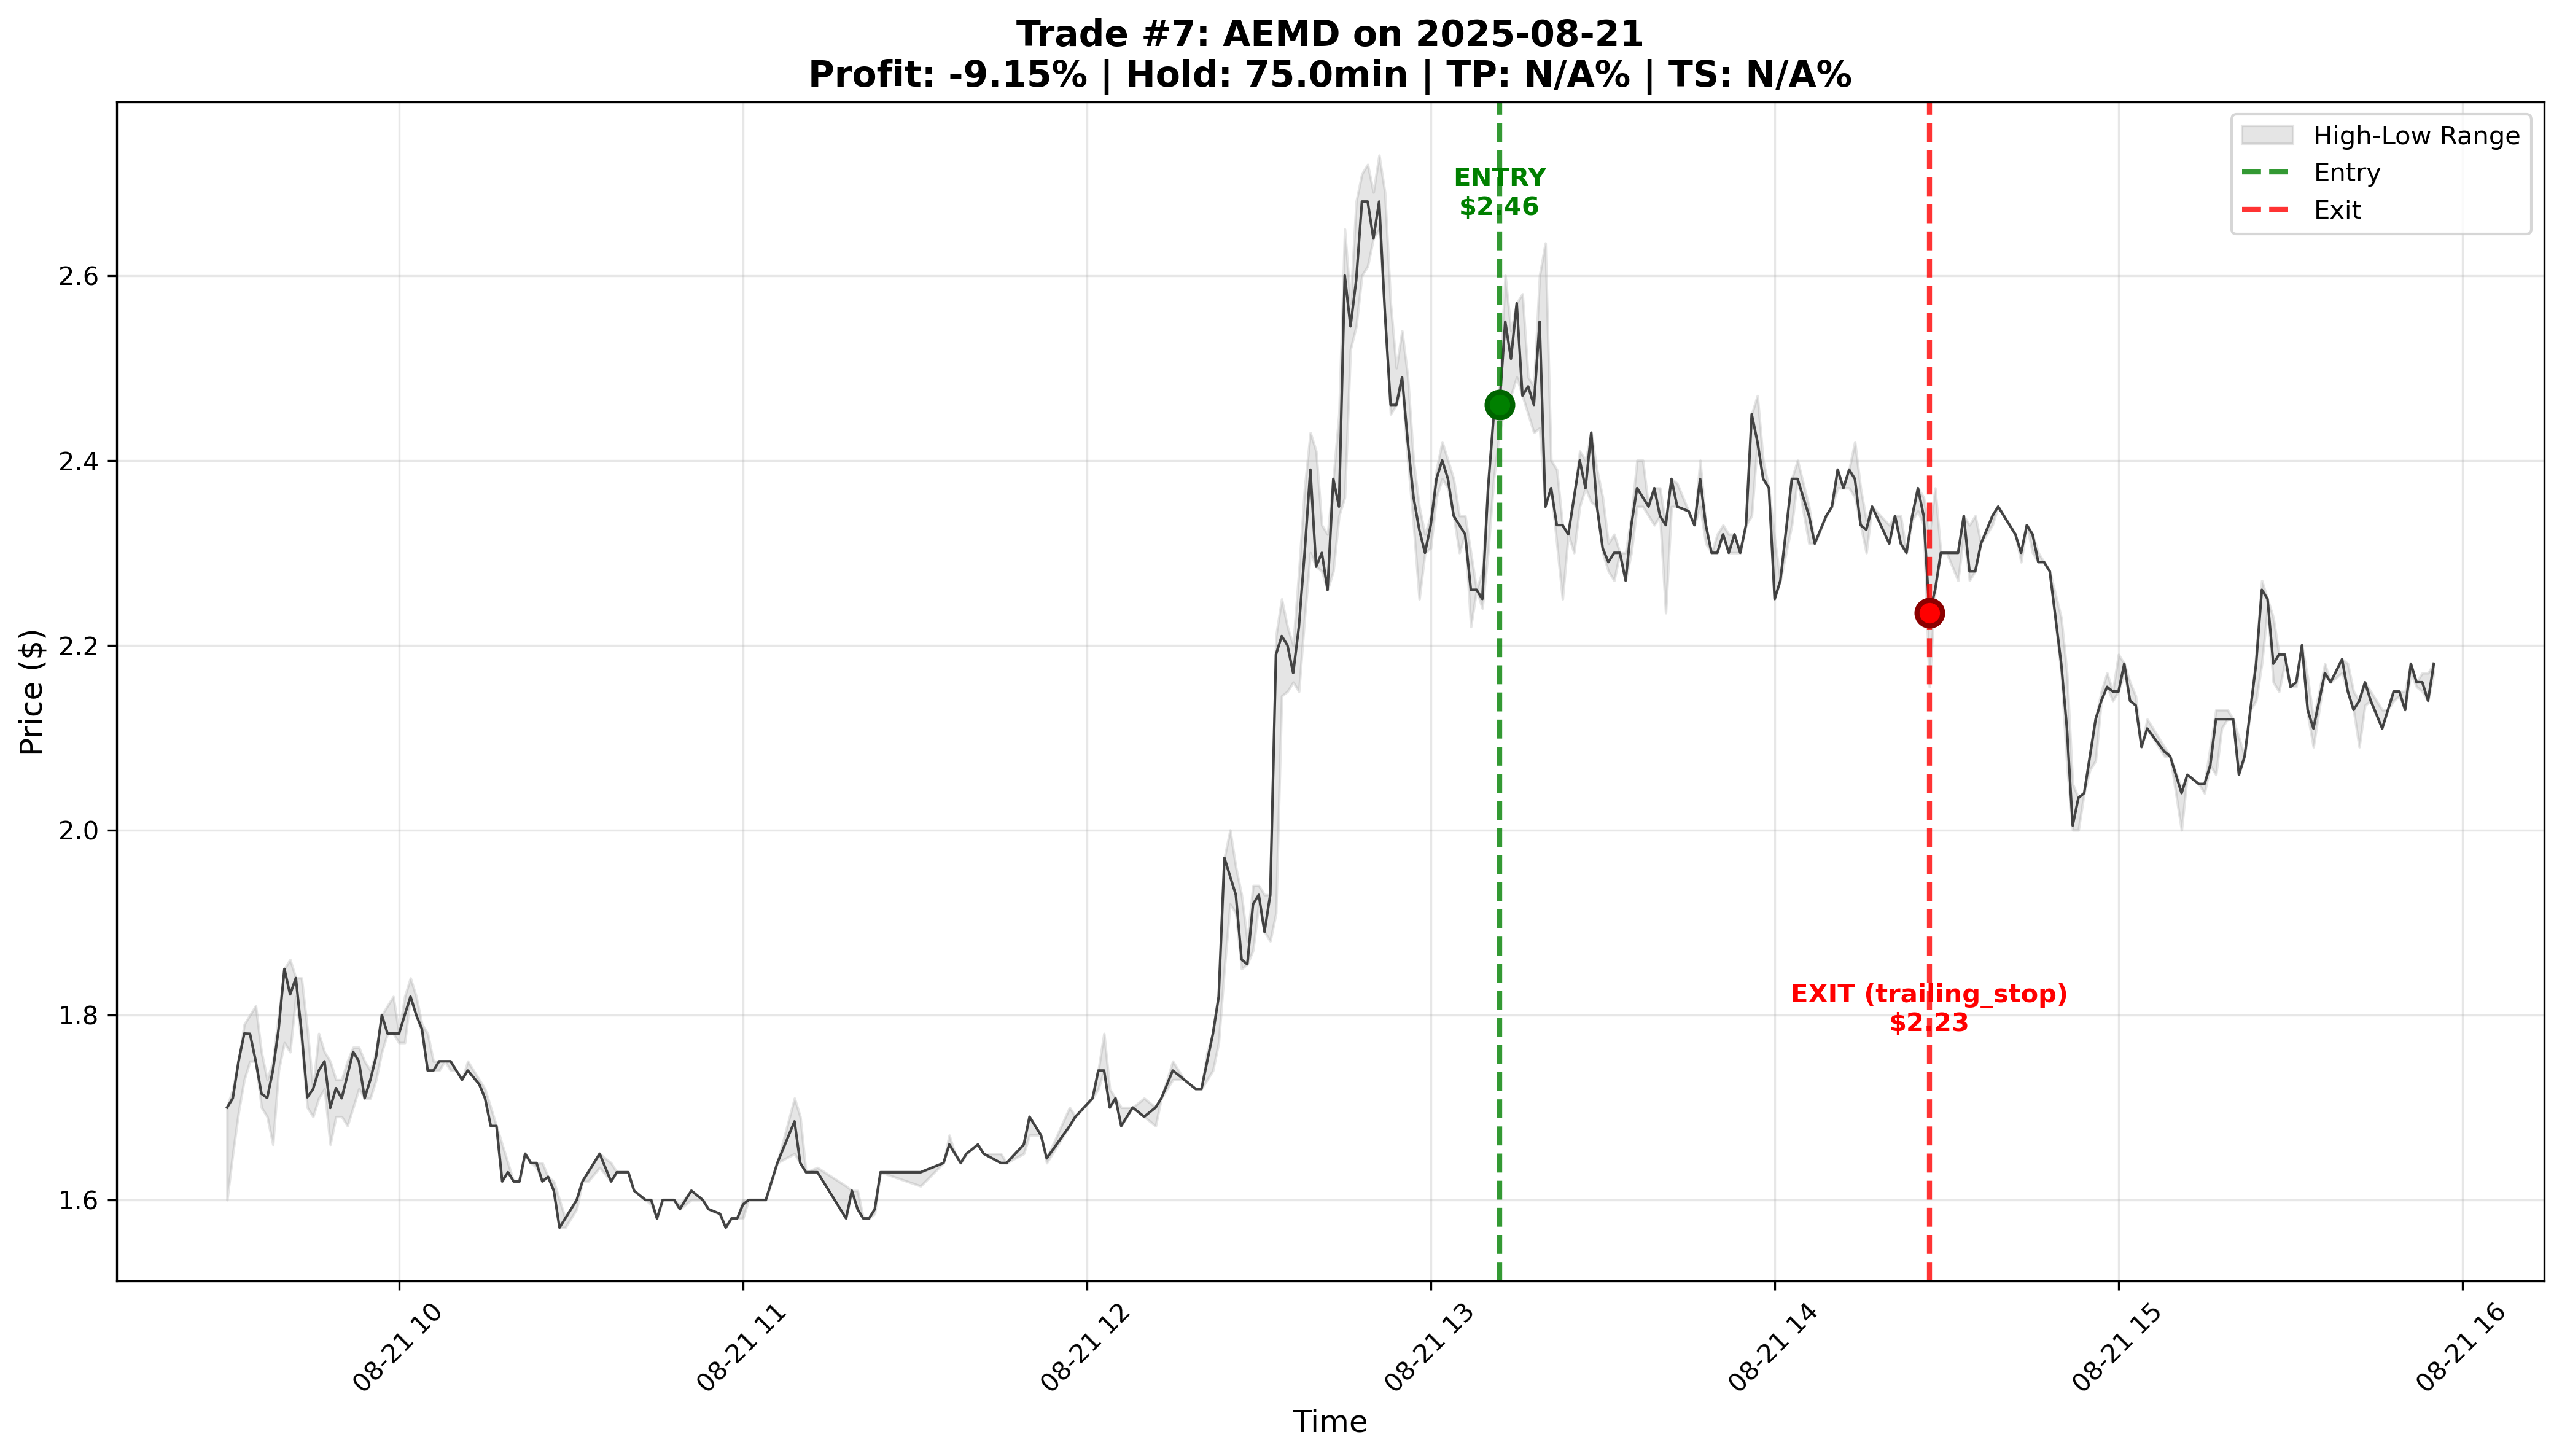 Trade #7: AEMD on 2025-08-21
Profit: -9.15% | Hold: 75.0min | TP: N/A% | TS: N/A%
High-Low Range
Entry
Exit
ENTRY
$2.46
EXIT (trailing_stop)
$2.23
Price ($)
2.6
2.4
2.2
2.0
1.8
1.6
08-21 10
08-21 11
08-21 12
08-21 13
08-21 14
08-21 15
08-21 16
Time